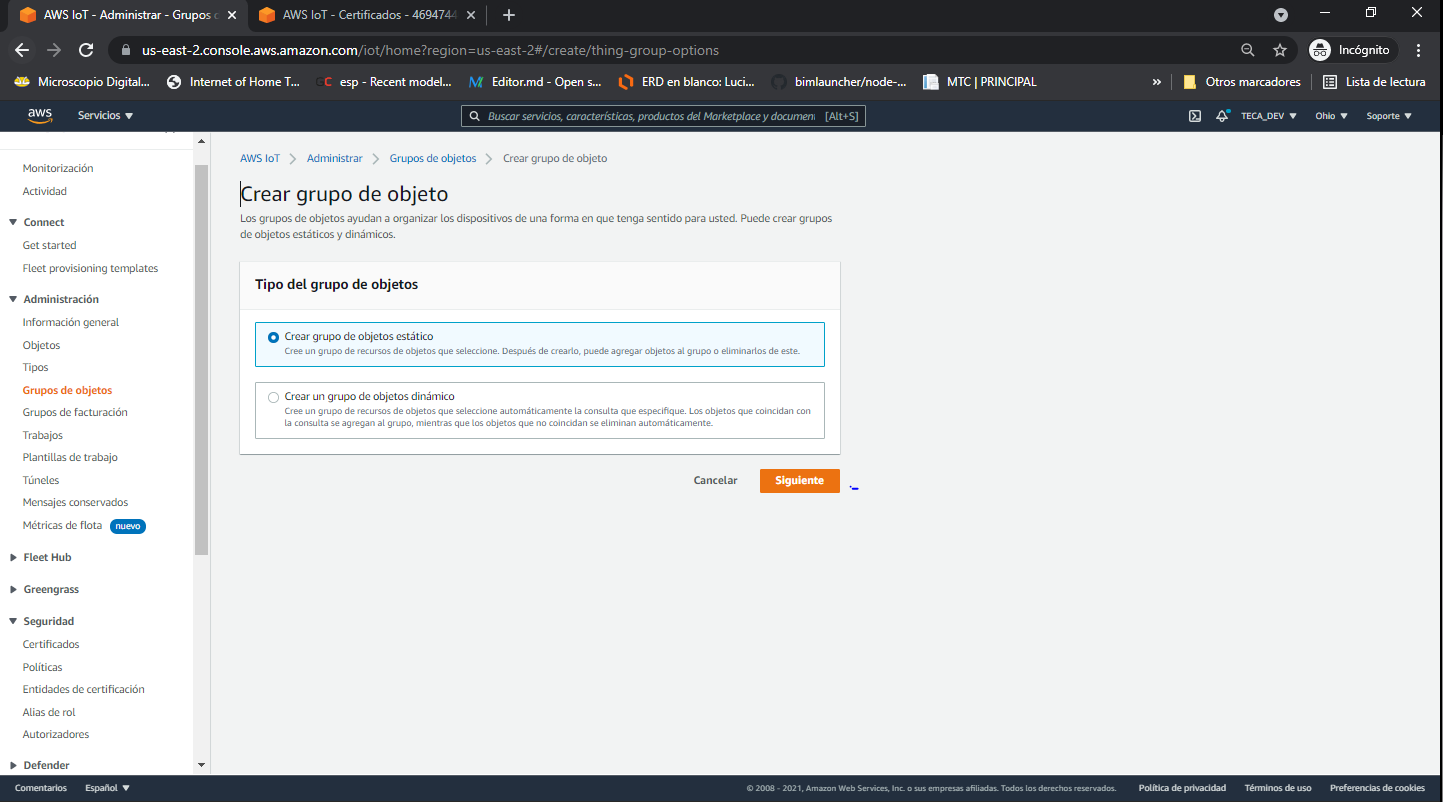 AWS IoT - Administrar - Grupos
AWS IoT - Certificados - 4694744
us-east-2.console.aws.amazon.com/iot/home?region=us-east-2#/create/thing-group-options
Incógnito
Microscopio Digital...
Internet of Home T...
esp - Recent model...
Editor.md - Open s...
ERD en blanco: Luci...
bimlauncher/node-...
MTC | PRINCIPAL
»
Otros marcadores
Lista de lectura
aws
Servicios
Buscar servicios, características, productos del Marketplace y document [Alt+S]
TECA_DEV
Ohio
Soporte
Monitorización
Actividad
Connect
Get started
Fleet provisioning templates
Administración
Información general
Objetos
Tipos
Grupos de objetos
Grupos de facturación
Trabajos
Plantillas de trabajo
Túneles
Mensajes conservados
Métricas de flota nuevo
Fleet Hub
Greengrass
Seguridad
Certificados
Políticas
Entidades de certificación
Alias de rol
Autorizadores
Defender
AWS IoT > Administrar > Grupos de objetos > Crear grupo de objeto
Crear grupo de objeto
Los grupos de objetos ayudan a organizar los dispositivos de una forma en que tenga sentido para usted. Puede crear grupos
de objetos estáticos y dinámicos.
Tipo del grupo de objetos
Crear grupo de objetos estático
Cree un grupo de recursos de objetos que seleccione. Después de crearlo, puede agregar objetos al grupo o eliminarlos de este.
Crear un grupo de objetos dinámico
Cree un grupo de recursos de objetos que seleccione automáticamente la consulta que especifique. Los objetos que coincidan con
la consulta se agregan al grupo, mientras que los objetos que no coincidan se eliminan automáticamente.
Cancelar
Siguiente
Comentarios
Español
© 2008 - 2021, Amazon Web Services, Inc. o sus empresas afiliadas. Todos los derechos reservados.
Política de privacidad
Términos de uso
Preferencias de cookies